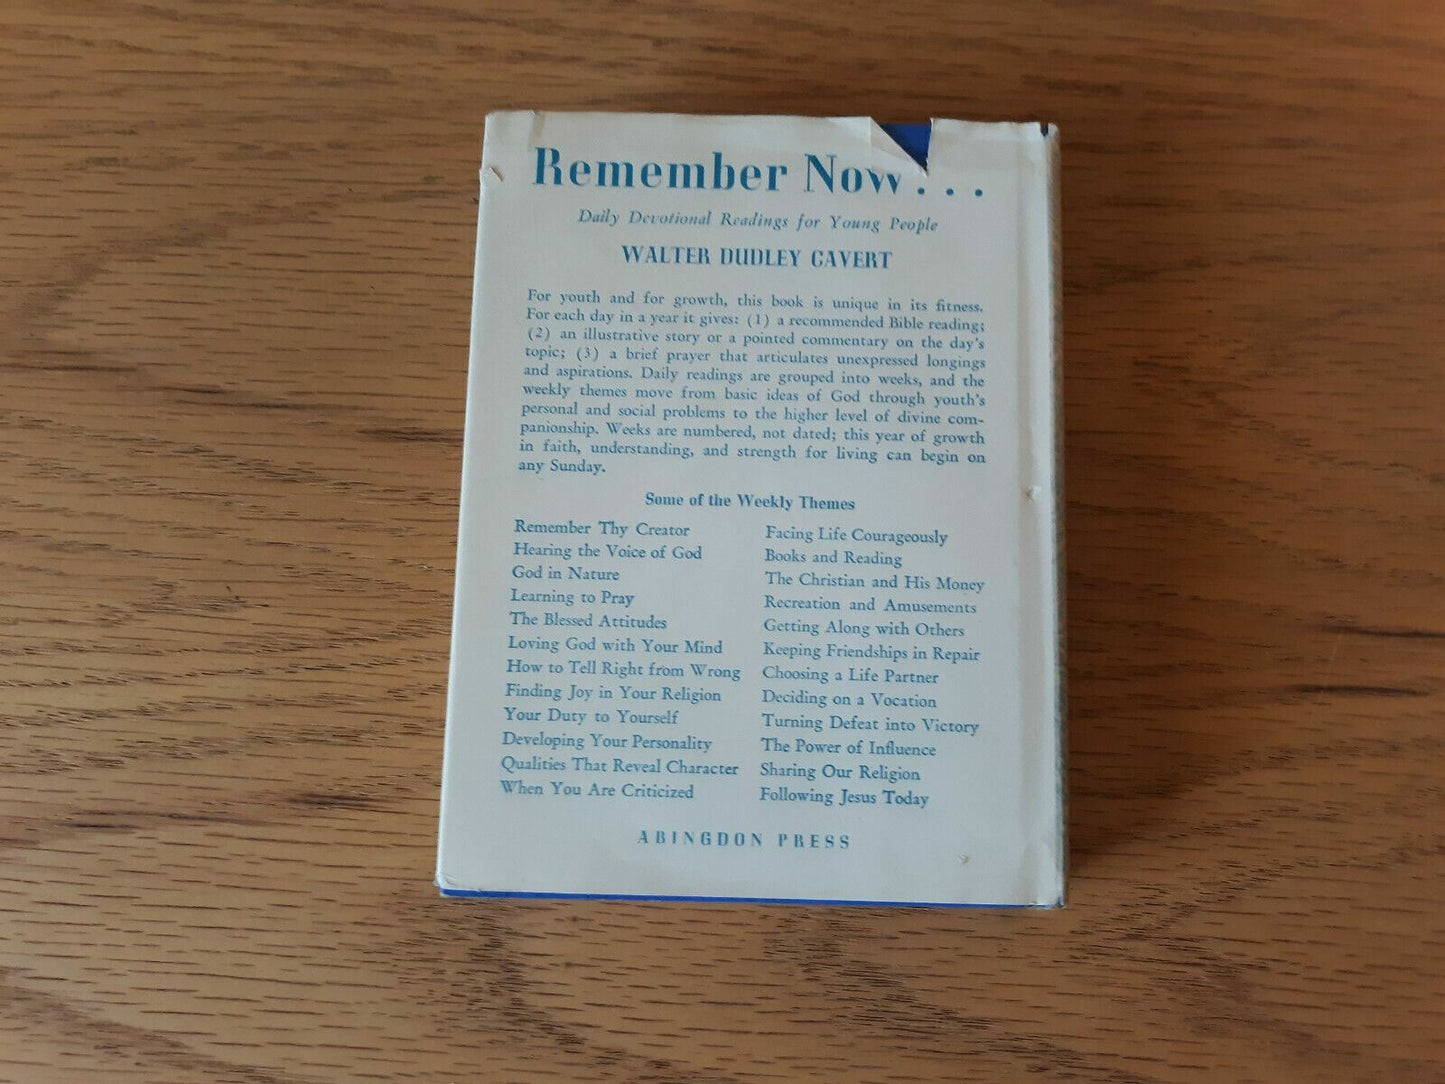 Remember Now...
Daily Devotional Readings for Young People
WALTER DUDLEY CAVERT
For youth and for growth, this book is unique in its fitness.
For each day in a year it gives: (1) a recommended Bible reading;
(2) an illustrative story or a pointed commentary on the day's
topic; (3) a brief prayer that articulates unexpressed longings
and aspirations. Daily readings are grouped into weeks, and the
weekly themes move from basic ideas of God through youth's
personal and social problems to the higher level of divine com-
panionship. Weeks are numbered, not dated; this year of growth
in faith, understanding, and strength for living can begin on
any Sunday.
Some of the Weekly Themes
Remember Thy Creator
Hearing the Voice of God
God in Nature
Learning to Pray
The Blessed Attitudes
Loving God with Your Mind
How to Tell Right from Wrong
Finding Joy in Your Religion
Your Duty to Yourself
Developing Your Personality
Qualities That Reveal Character
When You Are Criticized
Facing Life Courageously
Books and Reading
The Christian and His Money
Recreation and Amusements
Getting Along with Others
Keeping Friendships in Repair
Choosing a Life Partner
Deciding on a Vocation
Turning Defeat into Victory
The Power of Influence
Sharing Our Religion
Following Jesus Today
ABINGDON PRESS